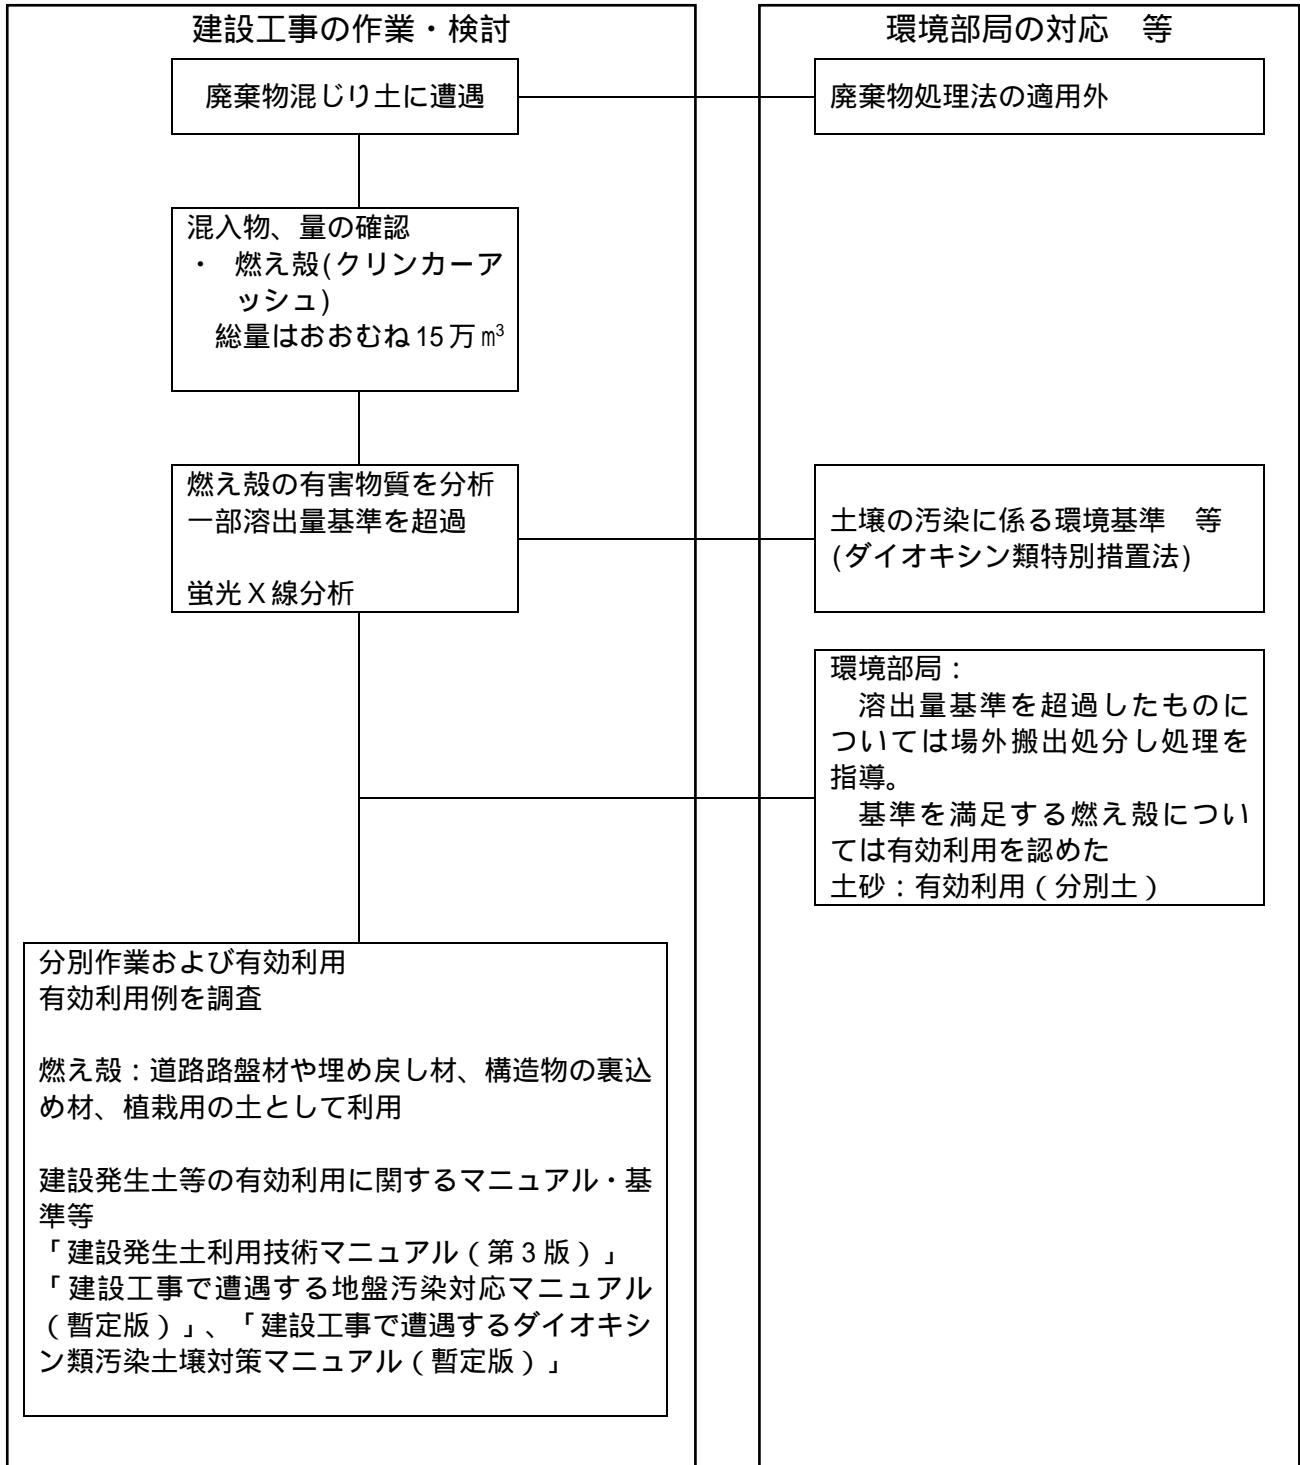 建設工事の作業・検討
環境部局の対応　等
廃棄物混じり土に遭遇
廃棄物処理法の適用外
混入物、量の確認
・　燃え殻(クリンカーア
ッシュ)
総量はおおむね15万㎥
燃え殻の有害物質を分析
一部溶出量基準を超過
蛍光Ｘ線分析
土壌の汚染に係る環境基準　等
(ダイオキシン類特別措置法)
環境部局：
　溶出量基準を超過したものに
ついては場外搬出処分し処理を
指導。
　基準を満足する燃え殻につい
ては有効利用を認めた
土砂：有効利用（分別土）
分別作業および有効利用
有効利用例を調査
燃え殻：道路路盤材や埋め戻し材、構造物の裏込
め材、植栽用の土として利用
建設発生土等の有効利用に関するマニュアル・基
準等
「建設発生土利用技術マニュアル（第３版）」
「建設工事で遭遇する地盤汚染対応マニュアル
（暫定版）」、「建設工事で遭遇するダイオキシ
ン類汚染土壌対策マニュアル（暫定版）」